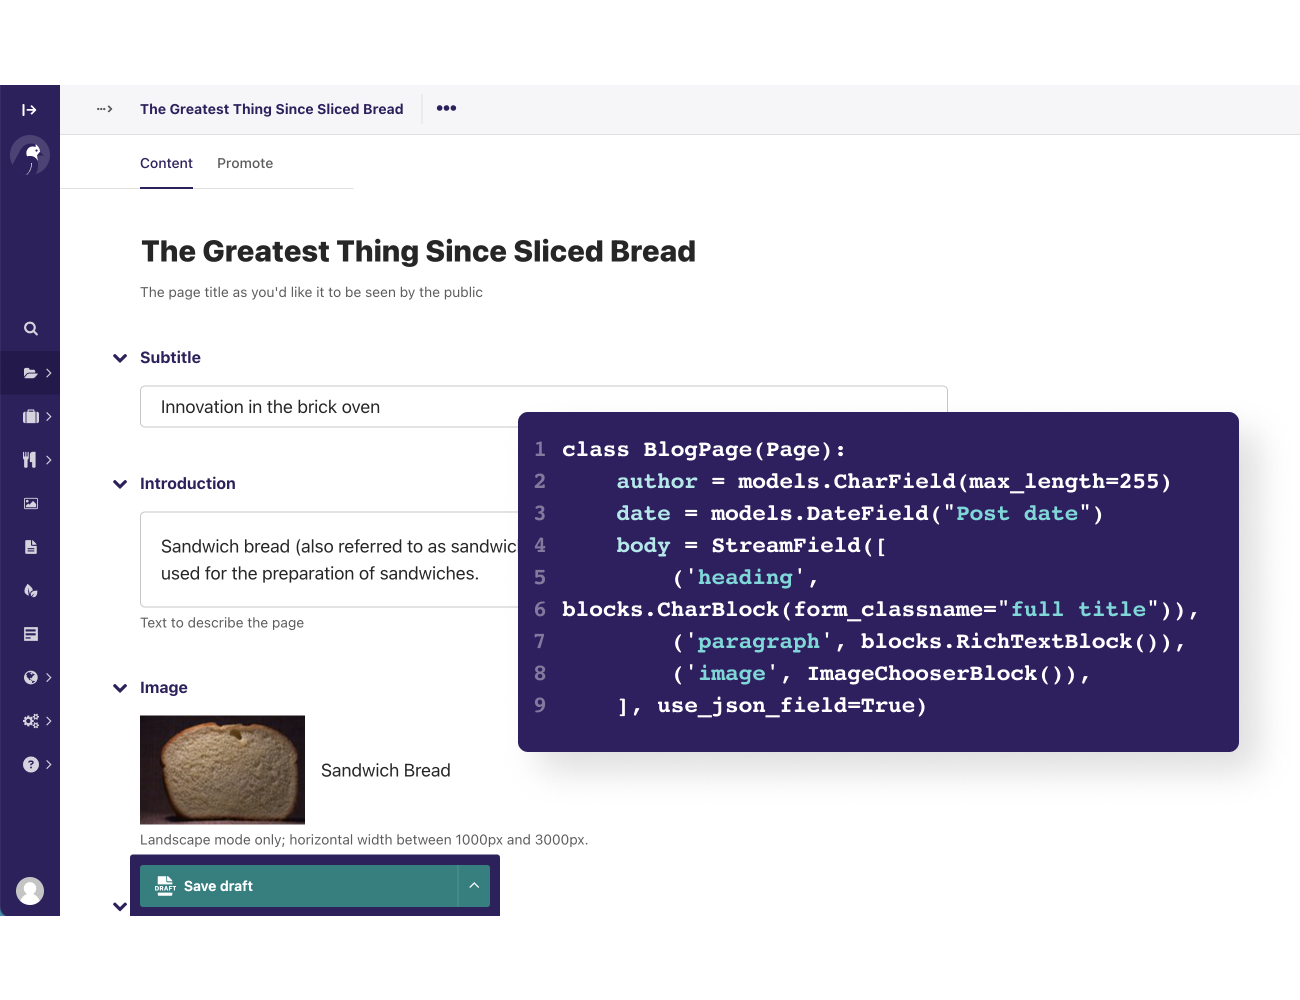 The Greatest Thing Since Sliced Bread
Content Promote
The Greatest Thing Since Sliced Bread
The page title as you'd like it to be seen by the public
Subtitle
Innovation in the brick oven
Introduction
Sandwich bread (also referred to as sandwic
used for the preparation of sandwiches.
Text to describe the page
Image
Sandwich Bread
Landscape mode only; horizontal width between 1000px and 3000px.
DRAFT Save draft
1 class BlogPage(Page):
2 author = models.CharField(max_length=255)
3 date = models.DateField("Post date")
4 body = StreamField([
5 ('heading',
6 blocks.CharBlock(form_classname="full title")),
7 ('paragraph', blocks.RichTextBlock()),
8 ('image', ImageChooserBlock()),
9 ], use_json_field=True)